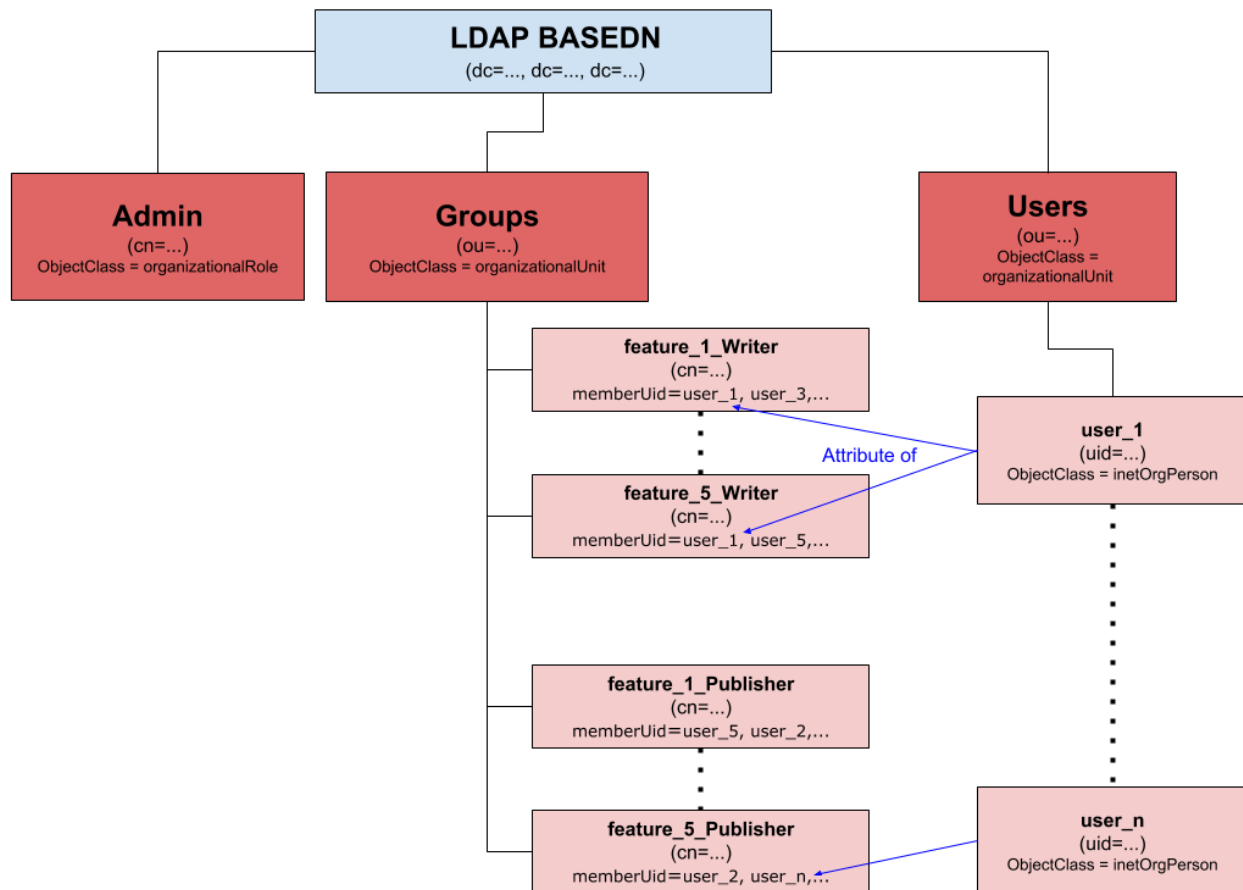 LDAP BASEDN
(dc=..., dc=..., dc=...)
Admin
(cn=...)
ObjectClass = organizationalRole
Groups
(ou=...)
ObjectClass = organizationalUnit
Users
(ou=...)
ObjectClass =
organizationalUnit
feature_1_Writer
(cn=...)
memberUid=user_1, user_3,...
Attribute of
user_1
(uid=...)
ObjectClass = inetOrgPerson
feature_5_Writer
(cn=...)
memberUid=user_1, user_5,...
feature_1_Publisher
(cn=...)
memberUid=user_5, user_2,...
feature_5_Publisher
(cn=...)
memberUid=user_2, user_n,...
user_n
(uid=...)
ObjectClass = inetOrgPerson